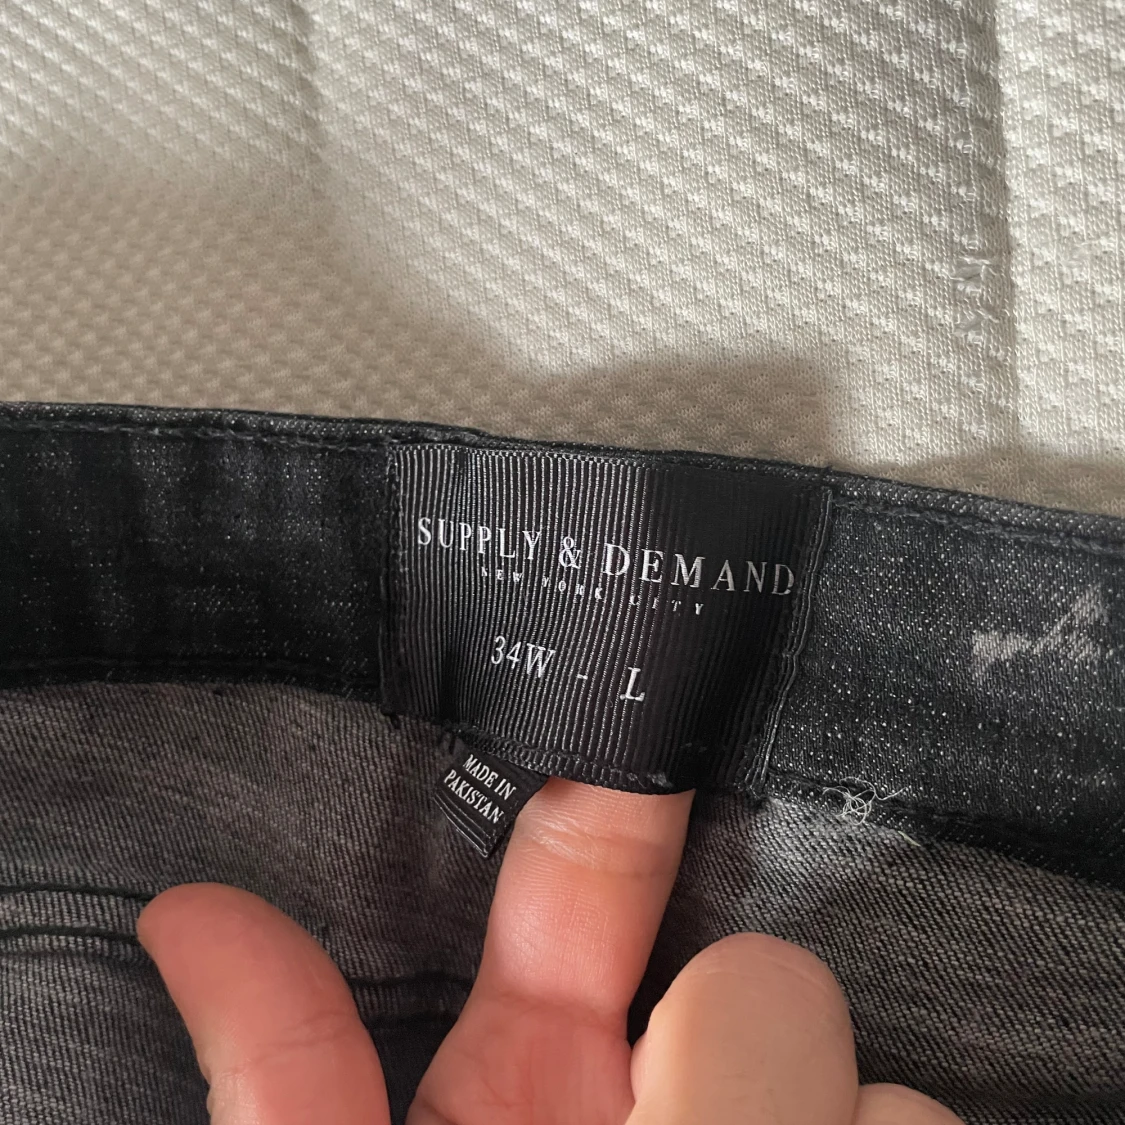 SUPPLY & DEMAND
NEW YORK CITY
34W - L
MADE IN
PAKISTAN